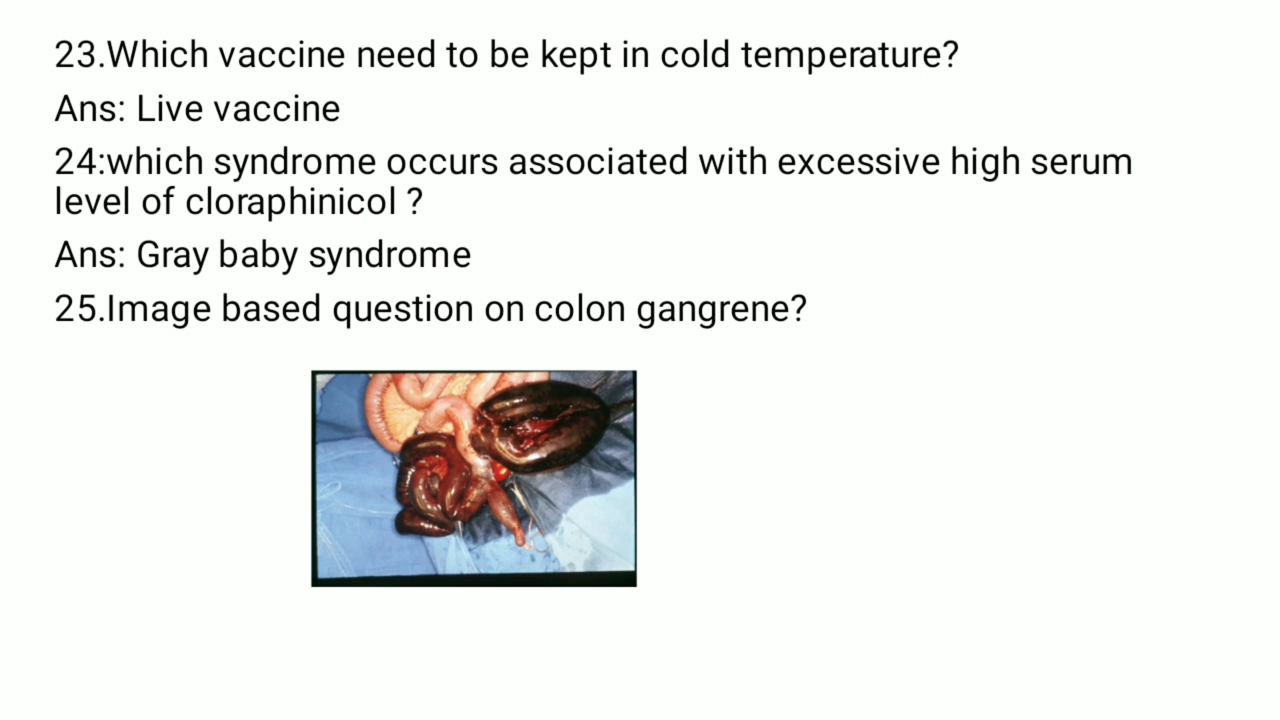 23.Which vaccine need to be kept in cold temperature?
Ans: Live vaccine
24:which syndrome occurs associated with excessive high serum
level of cloraphinicol ?
Ans: Gray baby syndrome
25.Image based question on colon gangrene?